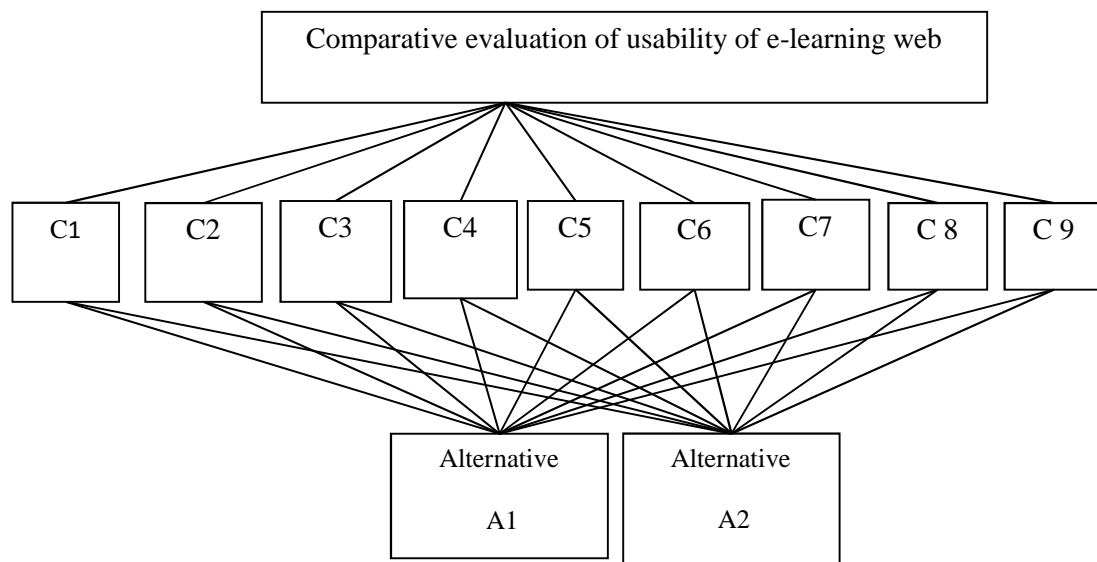 Comparative evaluation of usability of e-learning web
C1
C2
C3
C4
C5
C6
C7
C 8
C 9
Alternative
A1
Alternative
A2